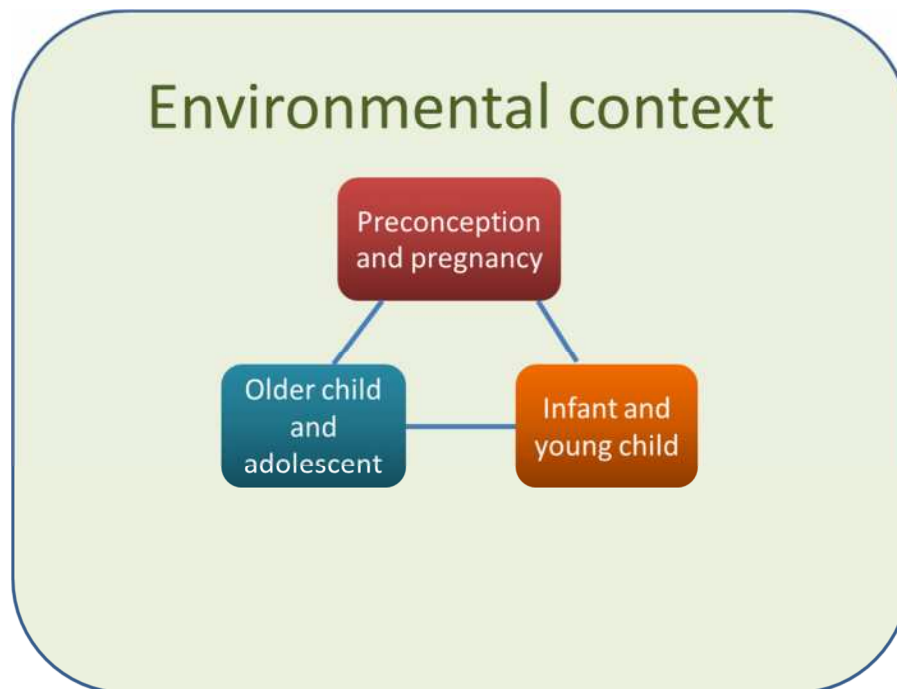 Environmental context
Preconception
and pregnancy
Older child
and
adolescent
Infant and
young child